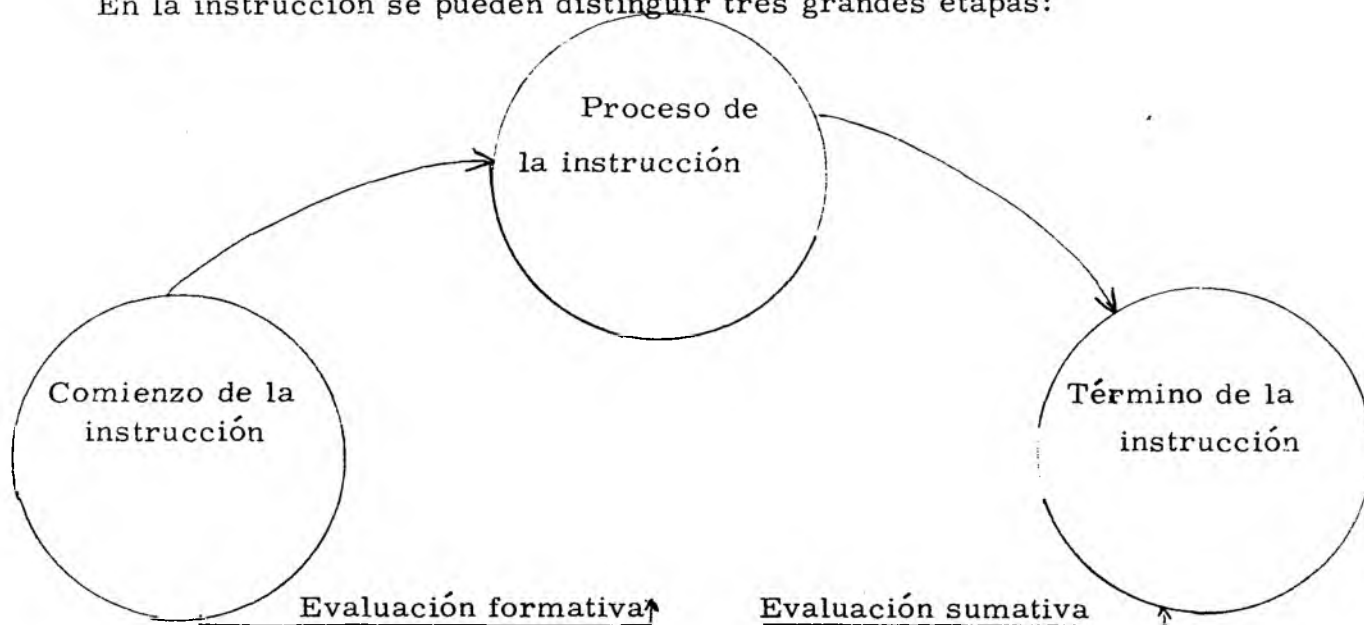 En la instrucción se pueden distinguir tres grandes etapas:
Proceso de
la instrucción
Comienzo de la
instrucción
Término de la
instrucción
Evaluación formativa
Evaluación sumativa